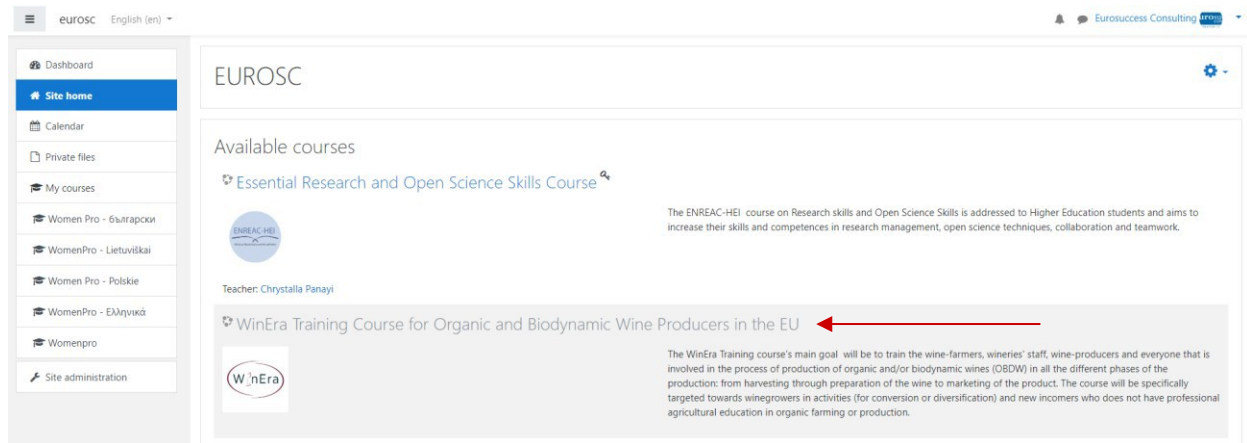 eurosc English (en)
Eurosuccess Consulting
Dashboard
Site home
Calendar
Private files
My courses
Women Pro - български
WomenPro - Lietuviškai
Women Pro - Polskie
WomenPro - Ελληνικά
Womenpro
Site administration
EUROSC
Available courses
Essential Research and Open Science Skills Course
ENREAC-HEI
The ENREAC-HEI course on Research skills and Open Science Skills is addressed to Higher Education students and aims to
increase their skills and competences in research management, open science techniques, collaboration and teamwork.
Teacher: Chrystalla Panayi
WinEra Training Course for Organic and Biodynamic Wine Producers in the EU
WinEra
The WinEra Training course's main goal will be to train the wine-farmers, wineries' staff, wine-producers and everyone that is
involved in the process of production of organic and/or biodynamic wines (OBDW) in all the different phases of the
production: from harvesting through preparation of the wine to marketing of the product. The course will be specifically
targeted towards winegrowers in activities (for conversion or diversification) and new incomers who does not have professional
agricultural education in organic farming or production.